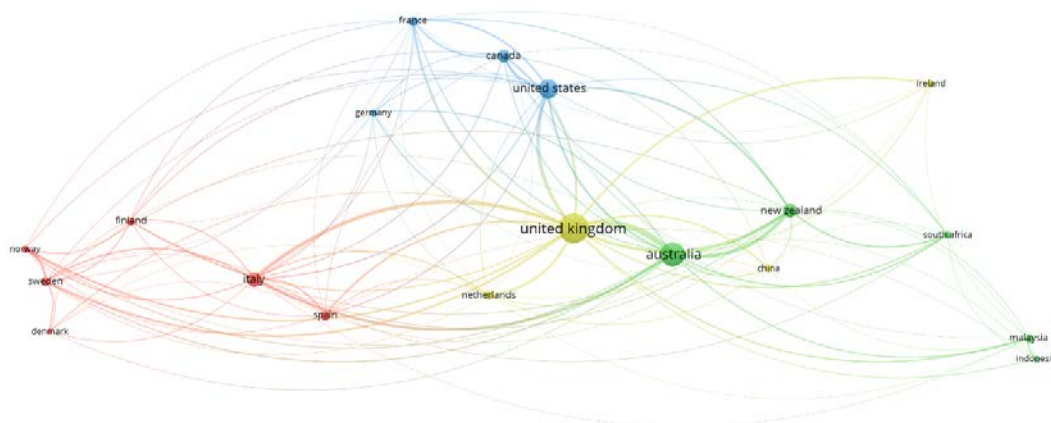 france
canada
united states
ireland
germany
finland
new zealand
united kingdom
south africa
norway
australia
china
italy
sweden
netherlands
spain
denmark
malaysia
indonesi